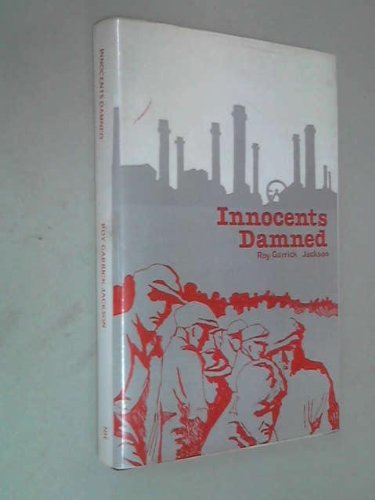 INNOCENTS DAMNED
ROY GARRICK JACKSON
Innocents
Damned
Roy Garrick Jackson